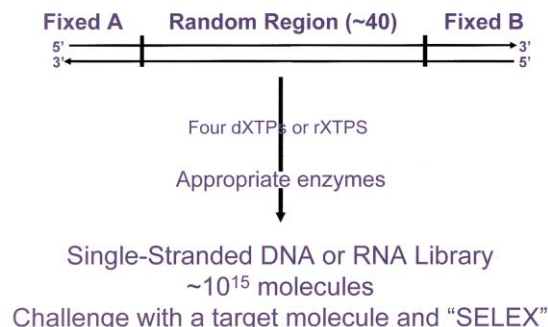 Fixed A Random Region (~40) Fixed B
5' 3'
3' 5'
Four dXTPs or rXTPS
Appropriate enzymes
Single-Stranded DNA or RNA Library
~10¹⁵ molecules
Challenge with a target molecule and “SELEX”